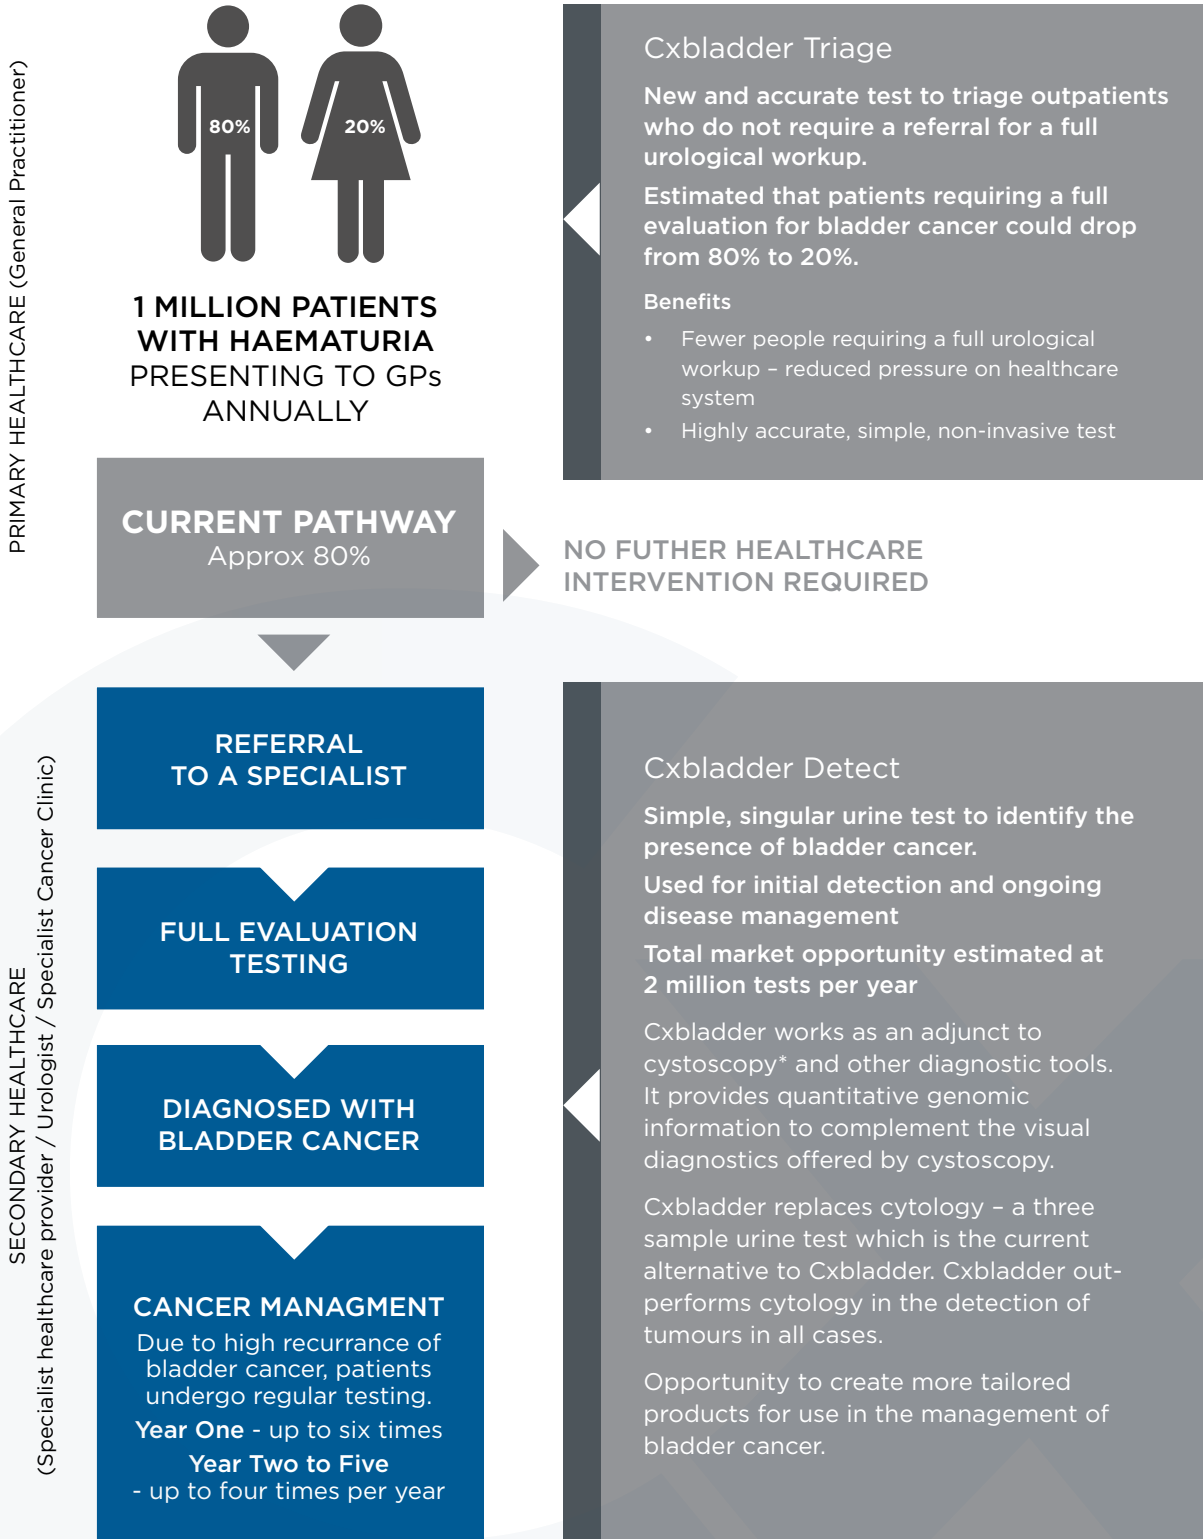 PRIMARY HEALTHCARE (General Practitioner)
80%
20%
1 MILLION PATIENTS
WITH HAEMATURIA
PRESENTING TO GPs
ANNUALLY
Cxbladder Triage
New and accurate test to triage outpatients
who do not require a referral for a full
urological workup.
Estimated that patients requiring a full
evaluation for bladder cancer could drop
from 80% to 20%.
Benefits
• Fewer people requiring a full urological
workup – reduced pressure on healthcare
system
• Highly accurate, simple, non-invasive test
CURRENT PATHWAY
Approx 80%
NO FUTHER HEALTHCARE
INTERVENTION REQUIRED
SECONDARY HEALTHCARE
(Specialist healthcare provider / Urologist / Specialist Cancer Clinic)
REFERRAL
TO A SPECIALIST
FULL EVALUATION
TESTING
DIAGNOSED WITH
BLADDER CANCER
CANCER MANAGMENT
Due to high recurrance of
bladder cancer, patients
undergo regular testing.
Year One - up to six times
Year Two to Five
- up to four times per year
Cxbladder Detect
Simple, singular urine test to identify the
presence of bladder cancer.
Used for initial detection and ongoing
disease management
Total market opportunity estimated at
2 million tests per year
Cxbladder works as an adjunct to
cystoscopy* and other diagnostic tools.
It provides quantitative genomic
information to complement the visual
diagnostics offered by cystoscopy.
Cxbladder replaces cytology – a three
sample urine test which is the current
alternative to Cxbladder. Cxbladder out-
performs cytology in the detection of
tumours in all cases.
Opportunity to create more tailored
products for use in the management of
bladder cancer.